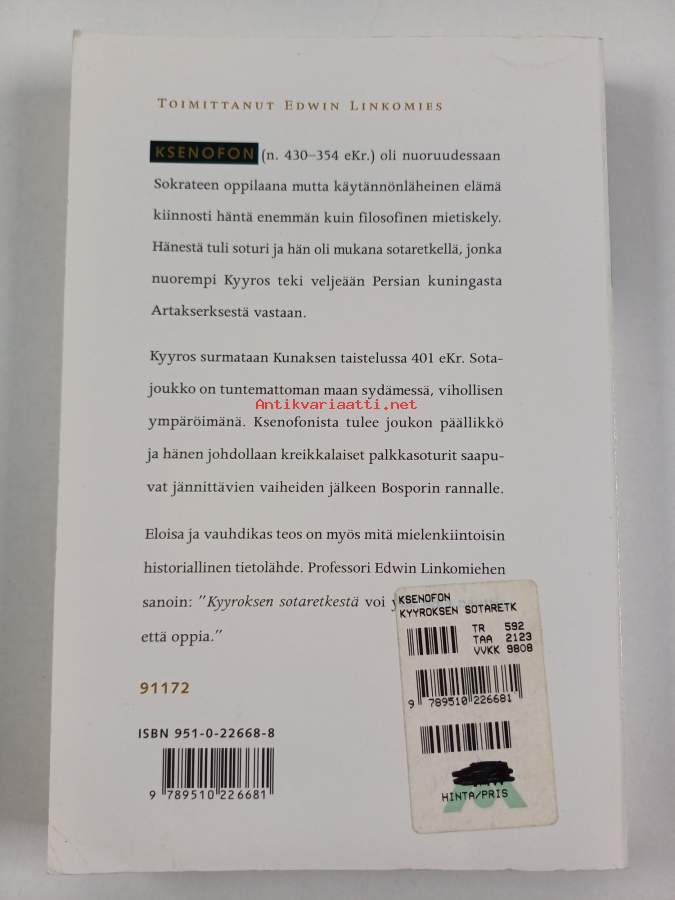 TOIMITTANUT EDWIN LINKOMIES
KSENOFON (n. 430–354 eKr.) oli nuoruudessaan
Sokrateen oppilaana mutta käytännönläheinen elämä
kiinnosti häntä enemmän kuin filosofinen mietiskely.
Hänestä tuli soturi ja hän oli mukana sotaretkellä, jonka
nuorempi Kyyros teki veljeään Persian kuningasta
Artakserksestä vastaan.
Kyyros surmataan Kunaksen taistelussa 401 eKr. Sota-
joukko on tuntemattoman maan sydämessä, vihollisen
Antikvariaatti.net
ympäröimänä. Ksenofonista tulee joukon päällikkö
ja hänen johdollaan kreikkalaiset palkkasoturit saapu-
vat jännittävien vaiheiden jälkeen Bosporin rannalle.
Eloisa ja vauhdikas teos on myös mitä mielenkiintoisin
historiallinen tietolähde. Professori Edwin Linkomiehen
sanoin: "Kyyroksen sotaretkestä voi
että oppia."
91172
ISBN 951-0-22668-8
9 789510 226681
KSENOFON
KYYROKSEN SOTARETK
TR 592
TAA 2123
VVKK 9808
9 789510 226681
HINTA/PRIS